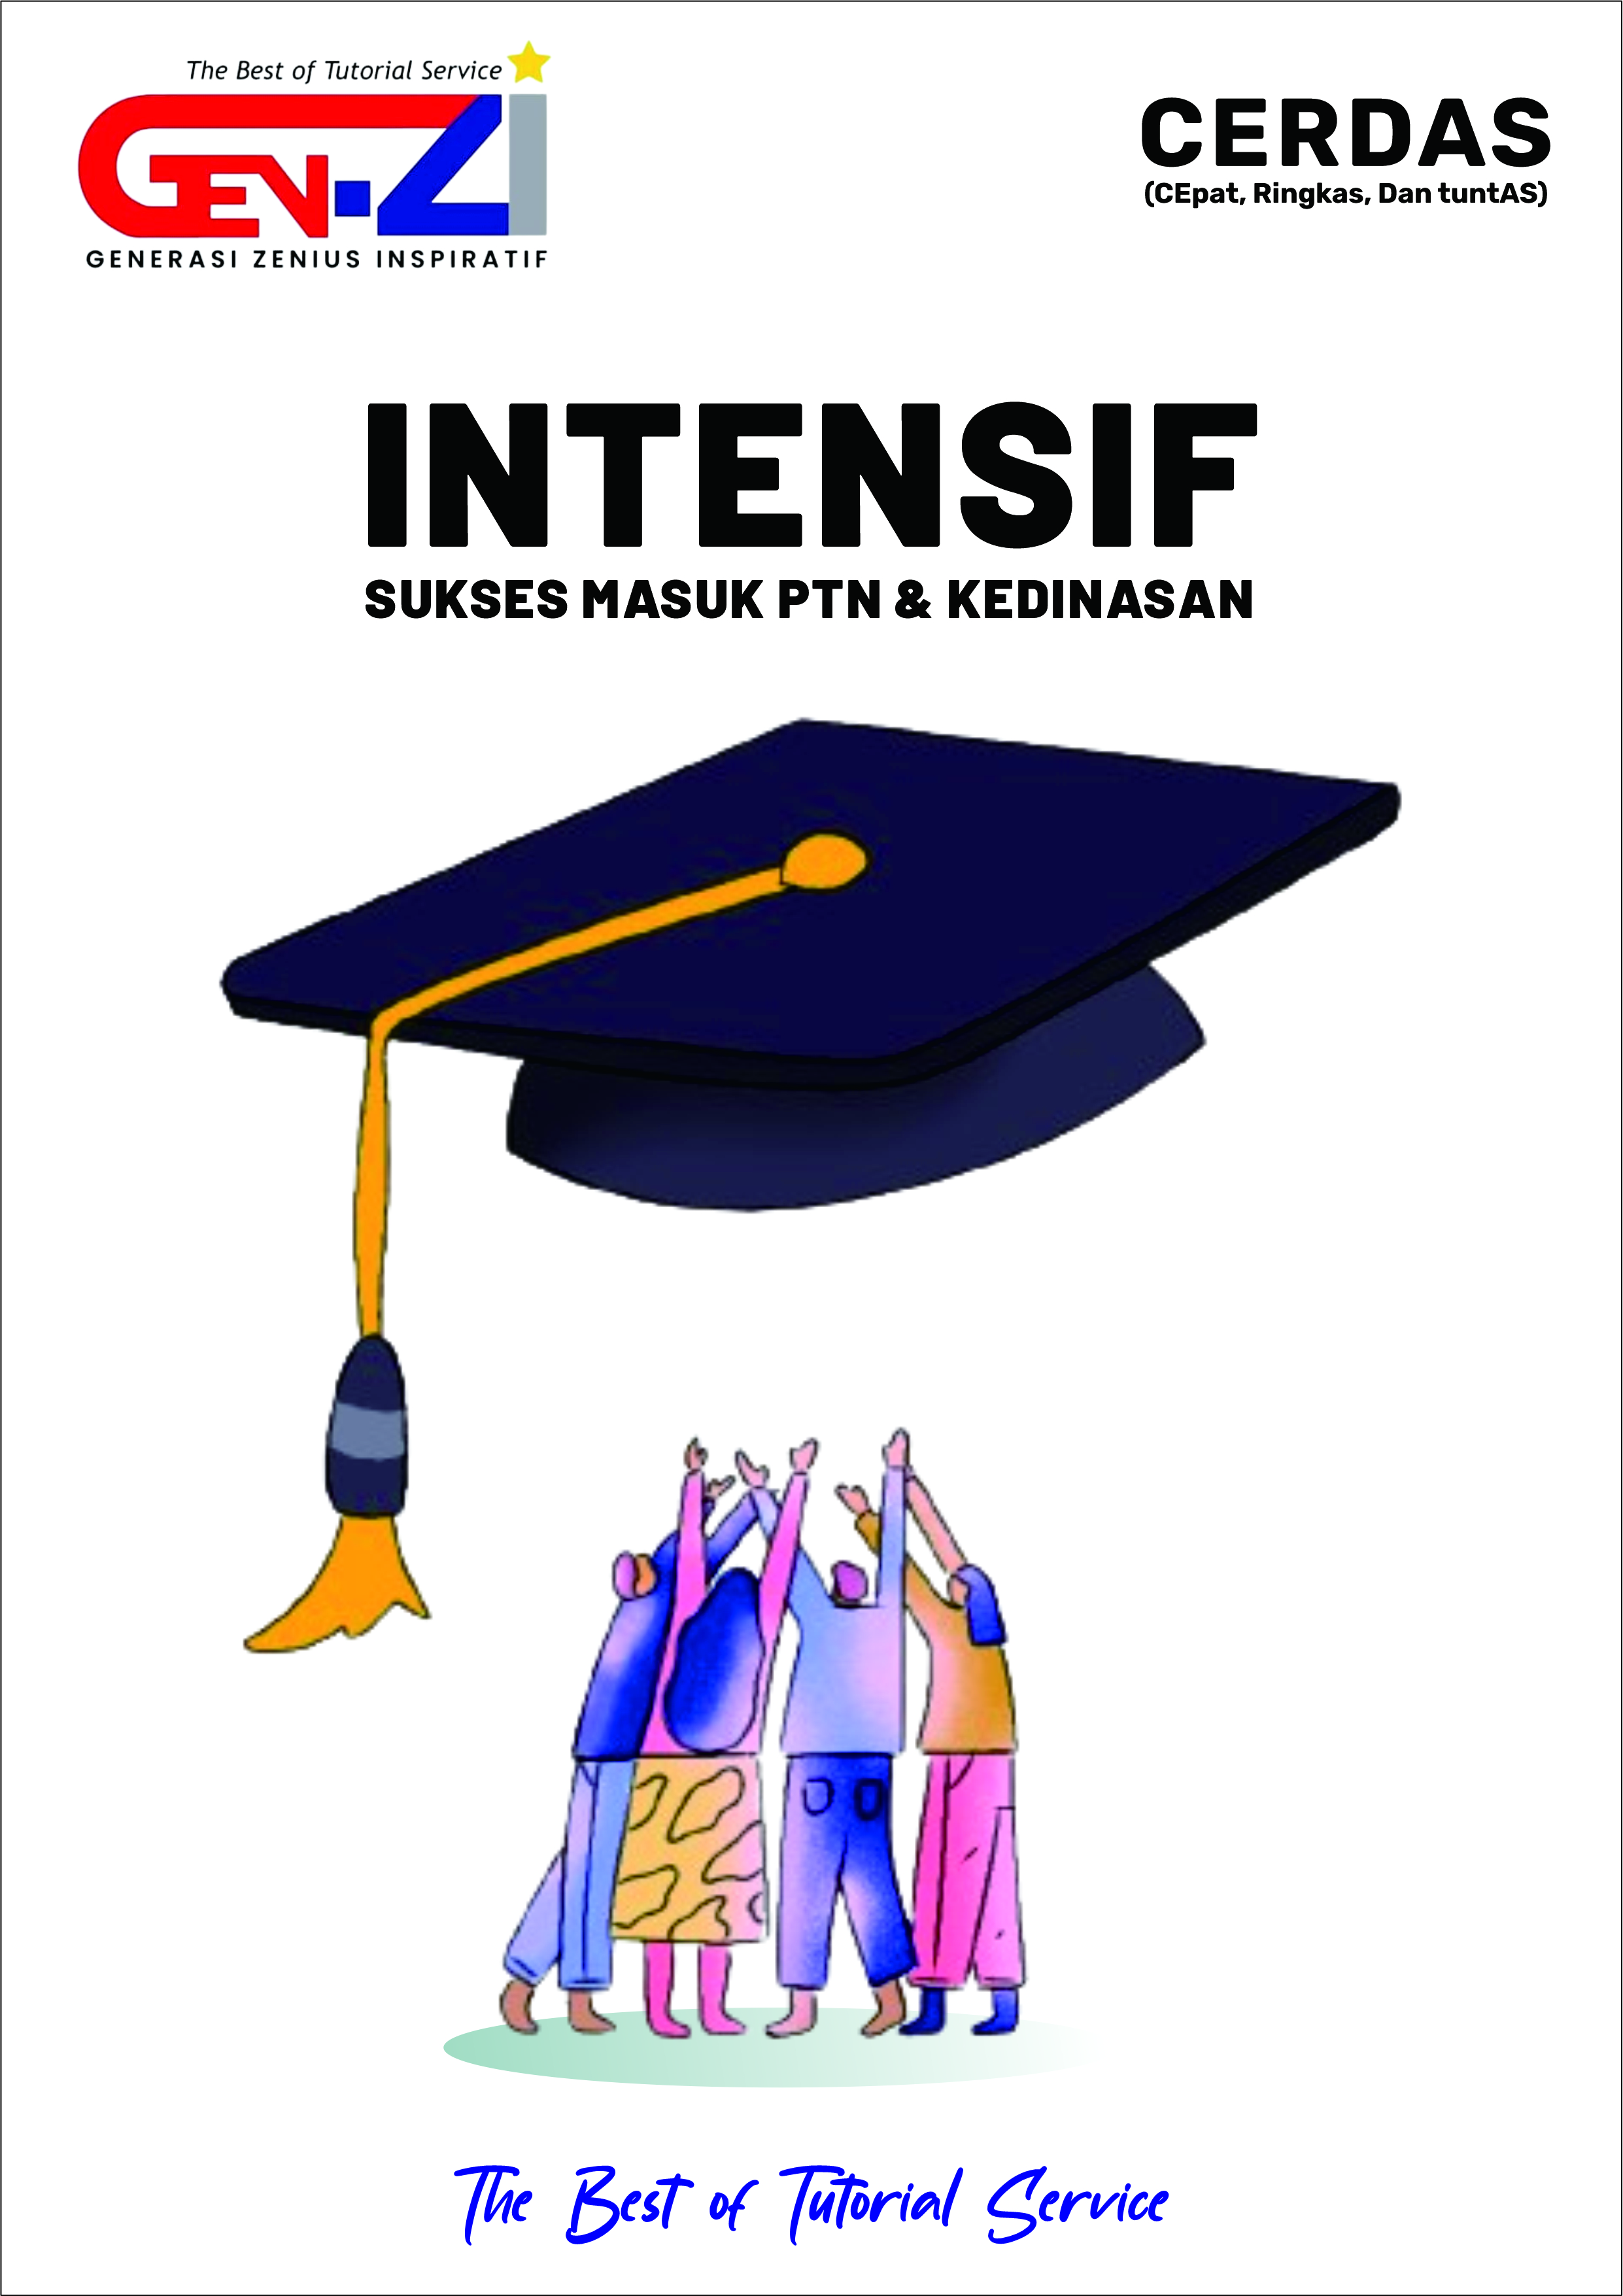 The Best of Tutorial Service
GEN-ZI
GENERASI ZENIUS INSPIRATIF
CERDAS
(CEpat, Ringkas, Dan tuntAS)
INTENSIF
SUKSES MASUK PTN & KEDINASAN
The Best of Tutorial Service